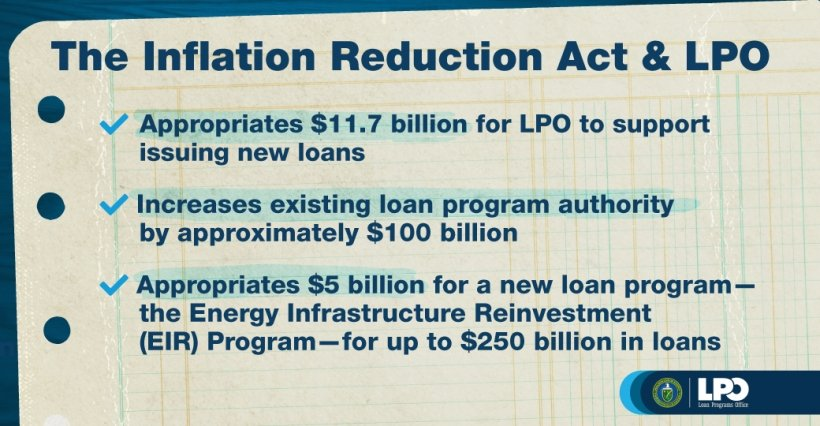 The Inflation Reduction Act & LPO
Appropriates $11.7 billion for LPO to support
issuing new loans
Increases existing loan program authority
by approximately $100 billion
Appropriates $5 billion for a new loan program—
the Energy Infrastructure Reinvestment
(EIR) Program—for up to $250 billion in loans
LPO
Loan Programs Office